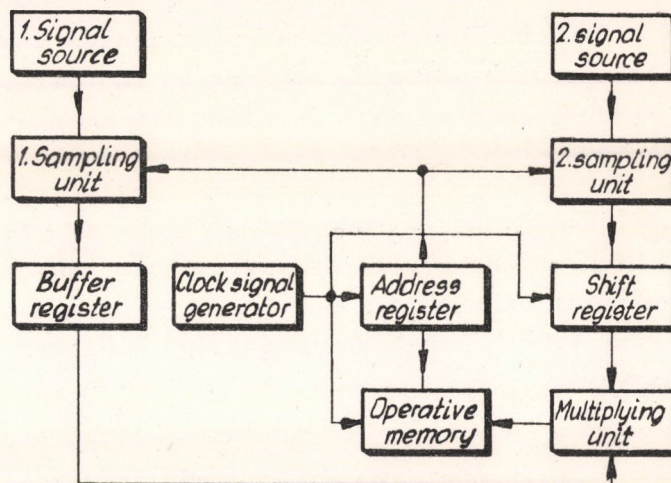 1. Signal
source
2. signal
source
1. Sampling
unit
2. sampling
unit
Buffer
register
Clock signal
generator
Address
register
Shift
register
Operative
memory
Multiplying
unit